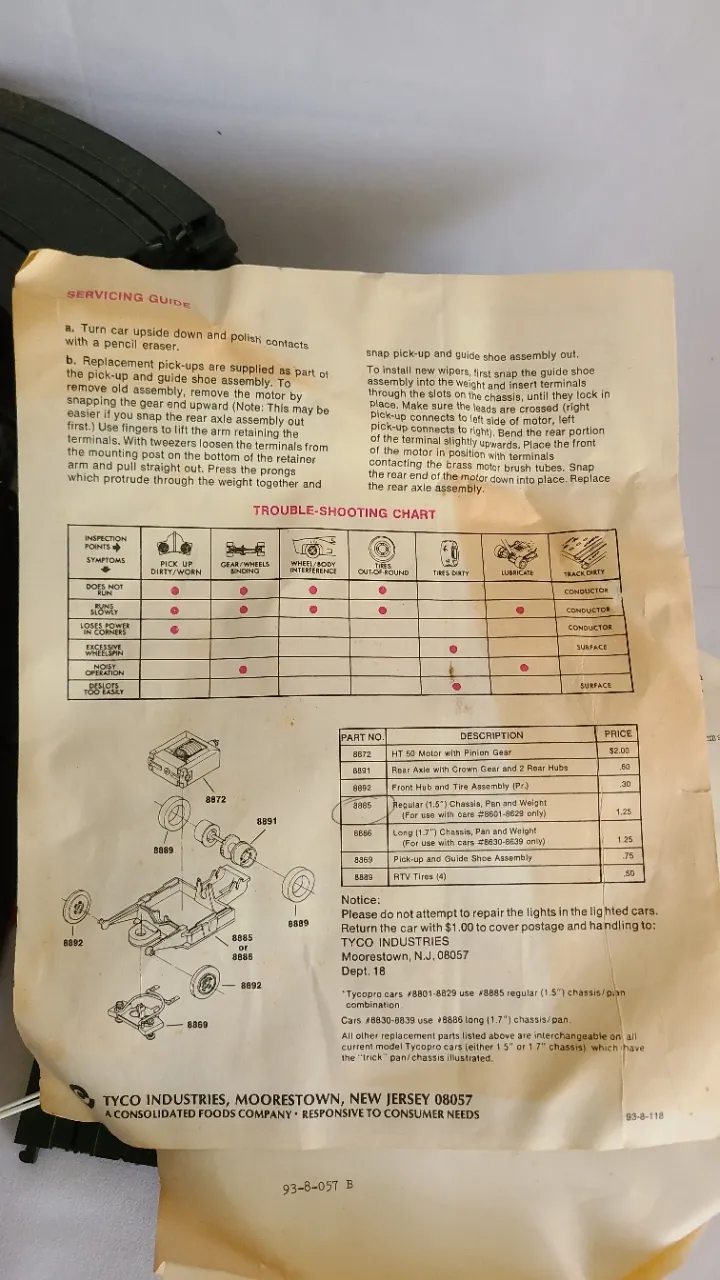 SERVICING GUIDE
a. Turn car upside down and polish contacts
with a pencil eraser.
b. Replacement pick-ups are supplied as part of
the pick-up and guide shoe assembly. To
remove old assembly, remove the motor by
snapping the gear end upward (Note: This may be
easier if you snap the rear axle assembly out
first.) Use fingers to lift the arm retaining the
terminals. With tweezers loosen the terminals from
the mounting post on the bottom of the retainer
arm and pull straight out. Press the prongs
which protrude through the weight together and
snap pick-up and guide shoe assembly out.
To install new wipers, first snap the guide shoe
assembly into the weight and insert terminals
through the slots on the chassis, until they lock in
place. Make sure the leads are crossed (right
pick-up connects to left side of motor, left
pick-up connects to right). Bend the rear portion
of the terminal slightly upwards. Place the front
of the motor in position with terminals
contacting the brass motor brush tubes. Snap
the rear end of the motor down into place. Replace
the rear axle assembly.
TROUBLE-SHOOTING CHART
INSPECTION
POINTS
SYMPTOMS
PICK UP
DIRTY/WORN
GEAR/WHEELS
BINDING
WHEEL/BODY
INTERFERENCE
TIRES
OUT-OF-ROUND
TIRES DIRTY
LUBRICATE
TRACK DIRTY
DOES NOT
RUN
CONDUCTOR
RUNS
SLOWLY
CONDUCTOR
LOSES POWER
IN CORNERS
CONDUCTOR
EXCESSIVE
WHEELSPIN
SURFACE
NOISY
OPERATION
DESLOTS
TOO EASILY
SURFACE
8872
8891
8889
8889
8892
8885
or
8886
8892
8869
PART NO. DESCRIPTION PRICE
8872 HT 50 Motor with Pinion Gear $2.00
8891 Rear Axle with Crown Gear and 2 Rear Hubs .60
8892 Front Hub and Tire Assembly (Pr.) .30
8885 Regular (1.5") Chassis, Pan and Weight
(For use with cars #8601-8629 only) 1.25
8886 Long (1.7") Chassis, Pan and Weight
(For use with cars #8630-8639 only) 1.25
8869 Pick-up and Guide Shoe Assembly .75
8889 RTV Tires (4) .50
Notice:
Please do not attempt to repair the lights in the lighted cars.
Return the car with $1.00 to cover postage and handling to:
TYCO INDUSTRIES
Moorestown, N.J. 08057
Dept. 18
*Tycopro cars #8801-8829 use #8885 regular (1.5") chassis/pan
combination.
Cars #8830-8839 use #8886 long (1.7") chassis/pan.
All other replacement parts listed above are interchangeable on all
current model Tycopro cars (either 1.5" or 1.7" chassis) which have
the "trick" pan/chassis illustrated.
TYCO INDUSTRIES, MOORESTOWN, NEW JERSEY 08057
A CONSOLIDATED FOODS COMPANY • RESPONSIVE TO CONSUMER NEEDS
93-8-118
93-8-057 B